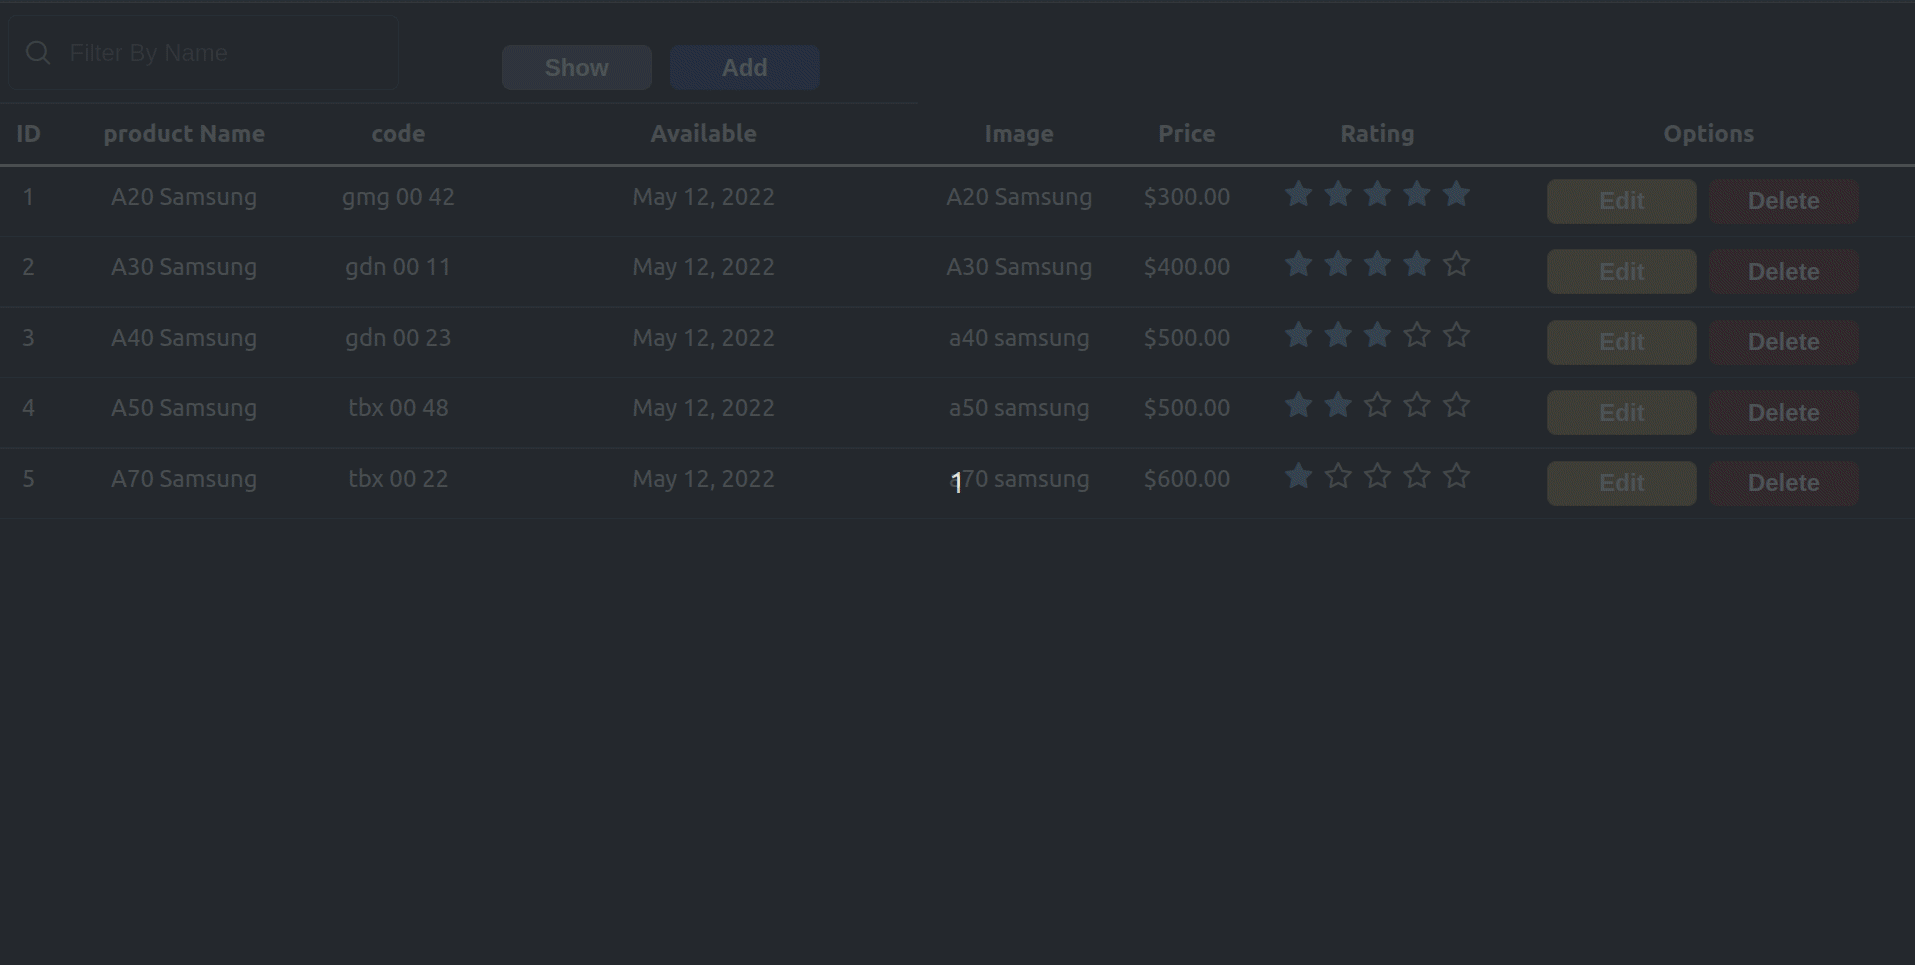 Filter By Name
Show Add
ID product Name code Available Image Price Rating Options
1 A20 Samsung gmg 00 42 May 12, 2022 A20 Samsung $300.00 Edit Delete
2 A30 Samsung gdn 00 11 May 12, 2022 A30 Samsung $400.00 Edit Delete
3 A40 Samsung gdn 00 23 May 12, 2022 a40 samsung $500.00 Edit Delete
4 A50 Samsung tbx 00 48 May 12, 2022 a50 samsung $500.00 Edit Delete
5 A70 Samsung tbx 00 22 May 12, 2022 a70 samsung $600.00 Edit Delete
1